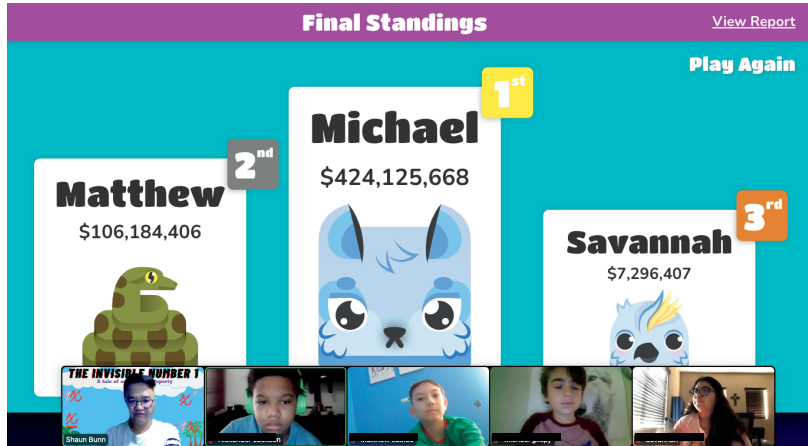 Final Standings
View Report
Play Again
1st
Michael
$424,125,668
2nd
Matthew
$106,184,406
3rd
Savannah
$7,296,407
THE INVISIBLE NUMBER 1
Shaun Bunn